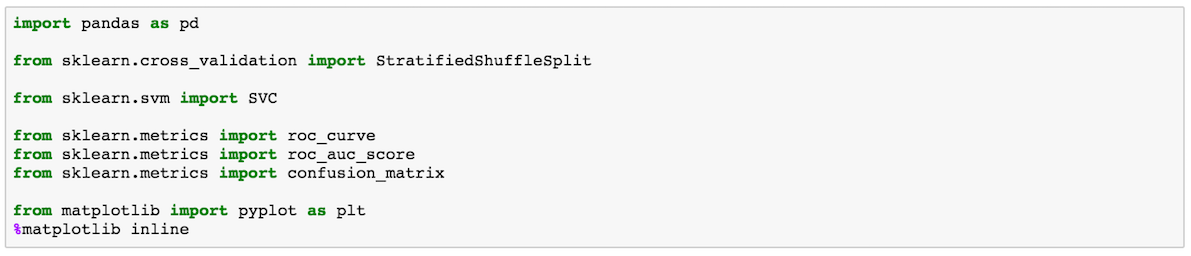 import pandas as pd
from sklearn.cross_validation import StratifiedShuffleSplit
from sklearn.svm import SVC
from sklearn.metrics import roc_curve
from sklearn.metrics import roc_auc_score
from sklearn.metrics import confusion_matrix
from matplotlib import pyplot as plt
%matplotlib inline